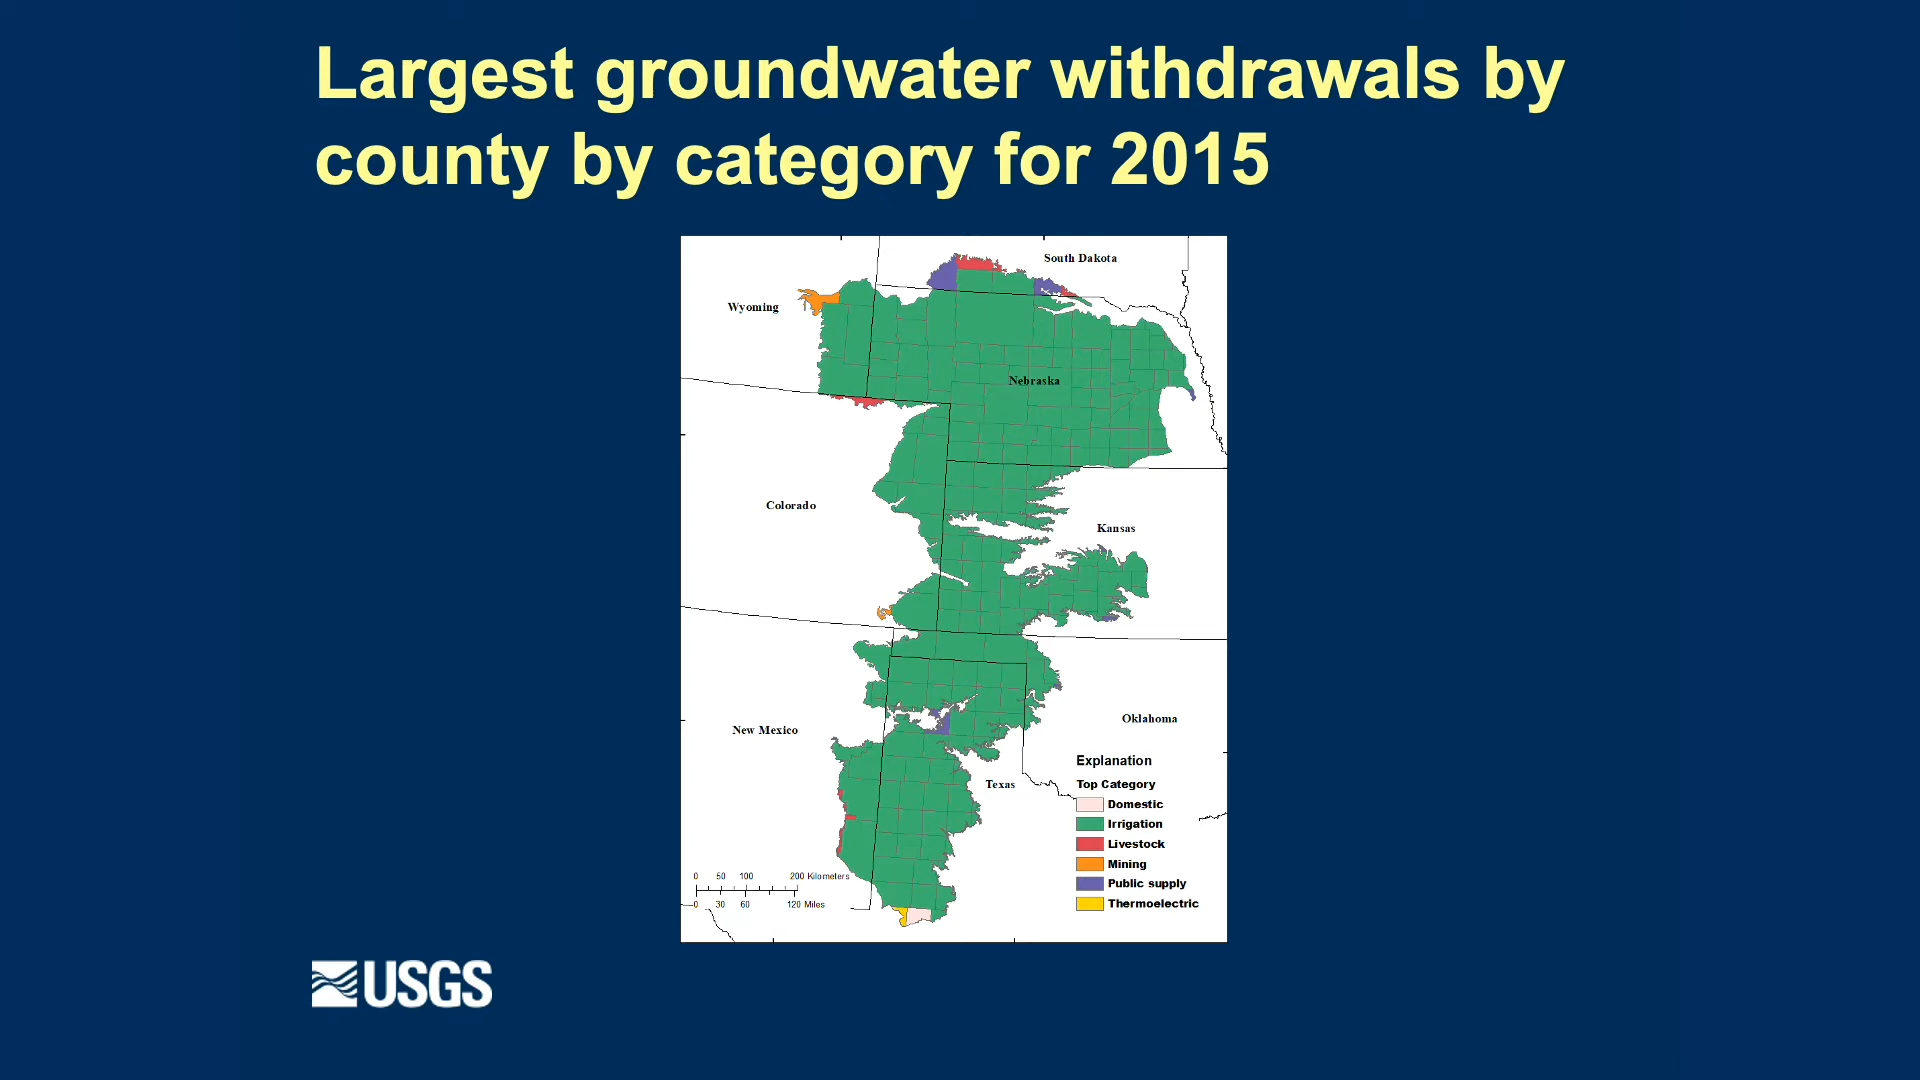 Largest groundwater withdrawals by
county by category for 2015
South Dakota
Wyoming
Nebraska
Colorado
Kansas
Oklahoma
New Mexico
Texas
Explanation
Top Category
Domestic
Irrigation
Livestock
Mining
Public supply
Thermoelectric
0 50 100 200 Kilometers
0 30 60 120 Miles
USGS